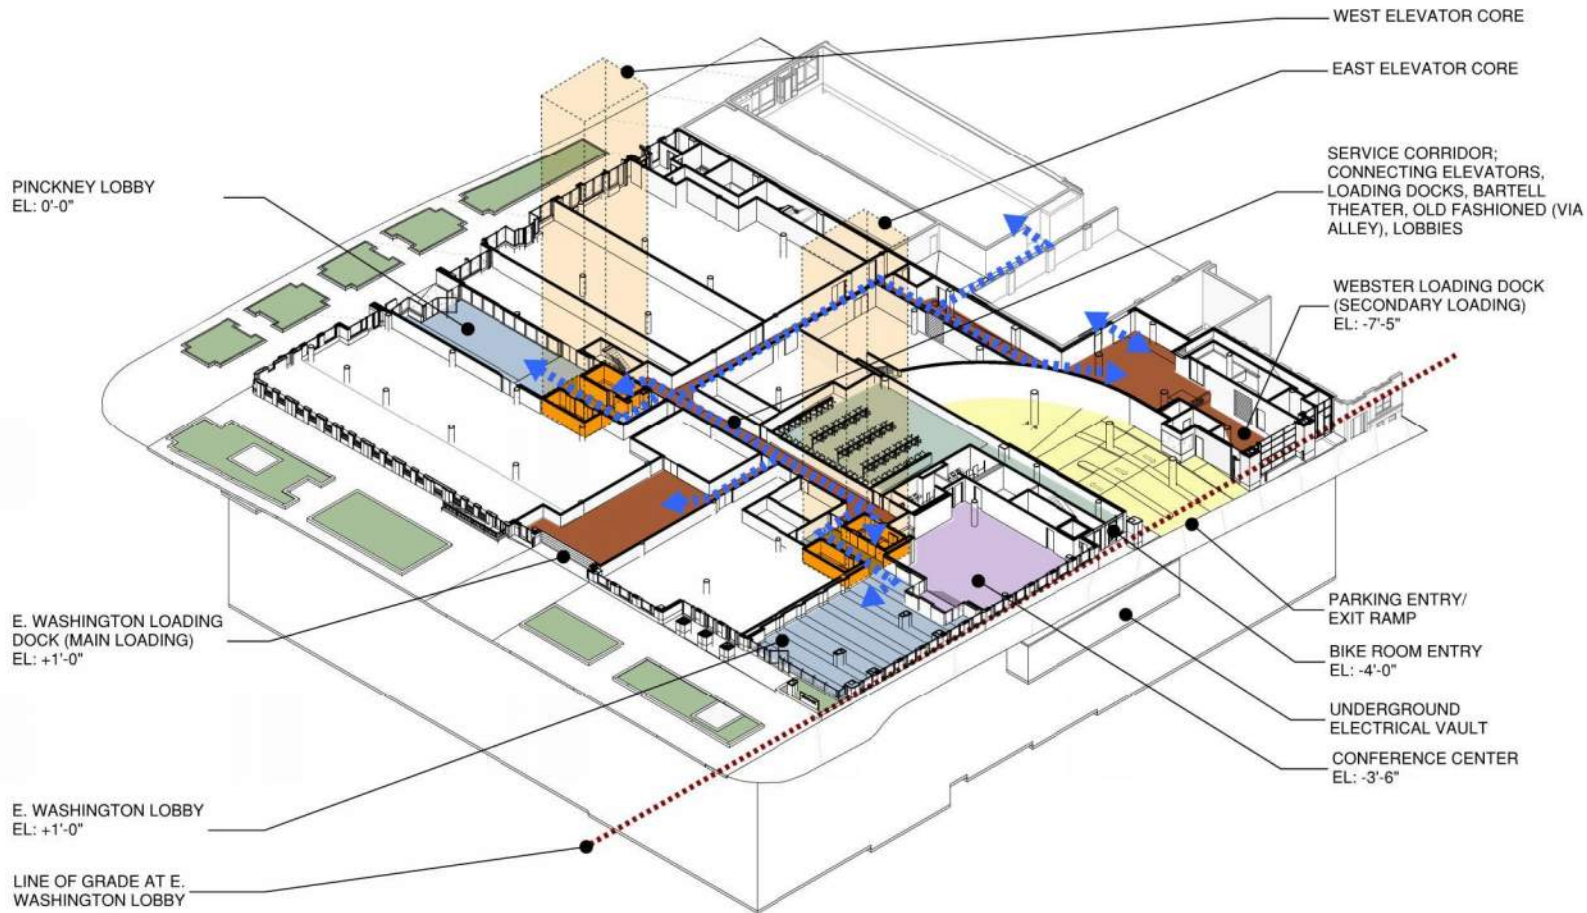 WEST ELEVATOR CORE
EAST ELEVATOR CORE
SERVICE CORRIDOR;
CONNECTING ELEVATORS,
LOADING DOCKS, BARTELL
THEATER, OLD FASHIONED (VIA
ALLEY), LOBBIES
PINCKNEY LOBBY
EL: 0'-0"
WEBSTER LOADING DOCK
(SECONDARY LOADING)
EL: -7'-5"
E. WASHINGTON LOADING
DOCK (MAIN LOADING)
EL: +1'-0"
PARKING ENTRY/
EXIT RAMP
BIKE ROOM ENTRY
EL: -4'-0"
UNDERGROUND
ELECTRICAL VAULT
CONFERENCE CENTER
EL: -3'-6"
E. WASHINGTON LOBBY
EL: +1'-0"
LINE OF GRADE AT E.
WASHINGTON LOBBY